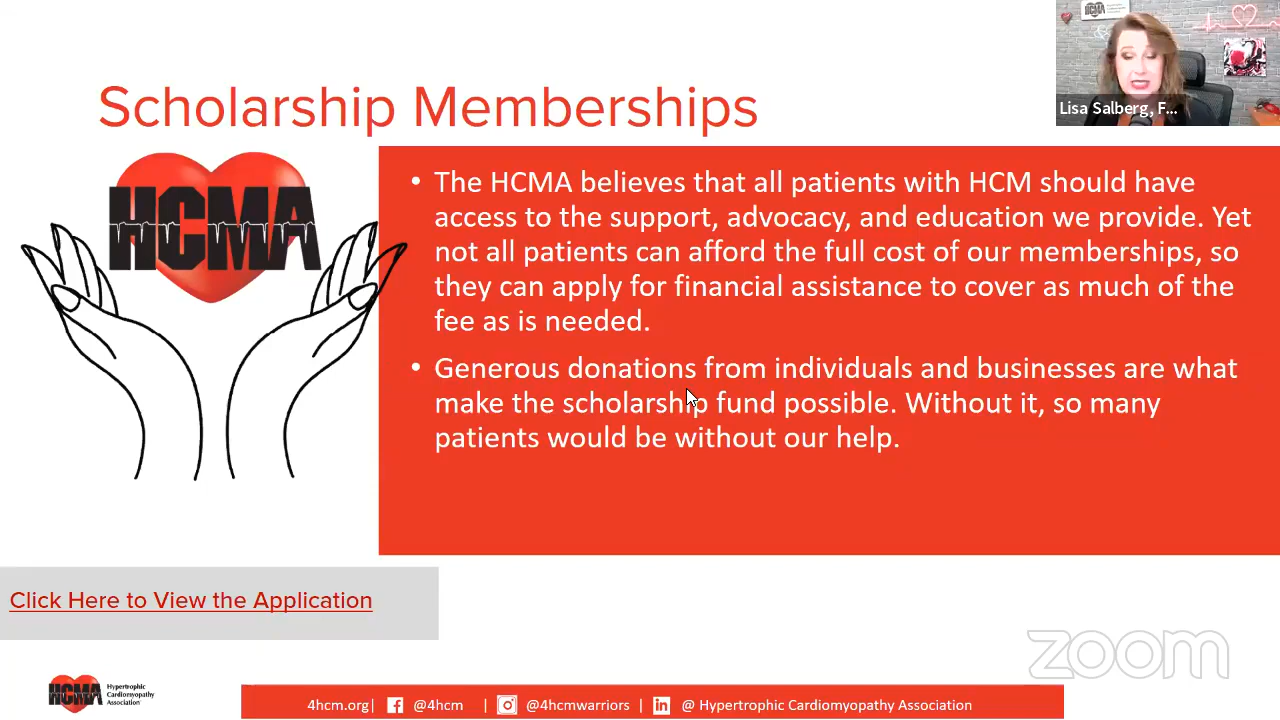 Scholarship Memberships
Lisa Salberg, F...
HCMA
• The HCMA believes that all patients with HCM should have
access to the support, advocacy, and education we provide. Yet
not all patients can afford the full cost of our memberships, so
they can apply for financial assistance to cover as much of the
fee as is needed.
• Generous donations from individuals and businesses are what
make the scholarship fund possible. Without it, so many
patients would be without our help.
Click Here to View the Application
zoom
HCMA
Hypertrophic
Cardiomyopathy
Association
4hcm.org| @4hcm | @4hcmwarriors | @ Hypertrophic Cardiomyopathy Association